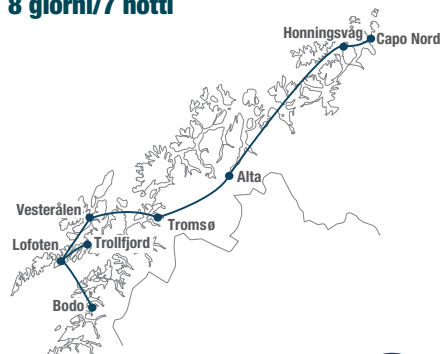 8 giorni/7 notti
Honningsvåg
Capo Nord
Alta
Vesterålen
Tromsø
Lofoten
Trollfjord
Bodo